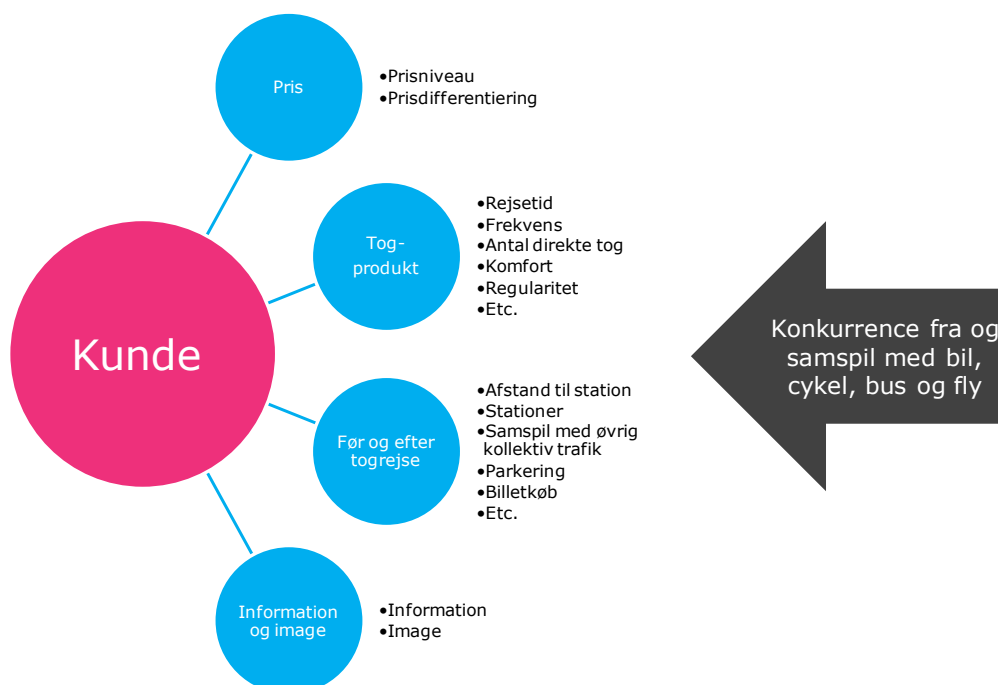 Pris
•Prisniveau
•Prisdifferentiering
Tog-
produkt
•Rejsetid
•Frekvens
•Antal direkte tog
•Komfort
•Regularitet
•Etc.
Kunde
Konkurrence fra og
samspil med bil,
cykel, bus og fly
Før og efter
togrejse
•Afstand til station
•Stationer
•Samspil med øvrig
kollektiv trafik
•Parkering
•Billetkøb
•Etc.
Information
og image
•Information
•Image